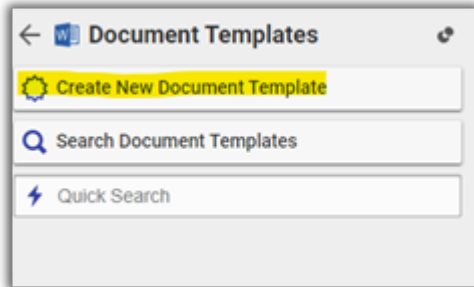 Document Templates
Create New Document Template
Search Document Templates
Quick Search